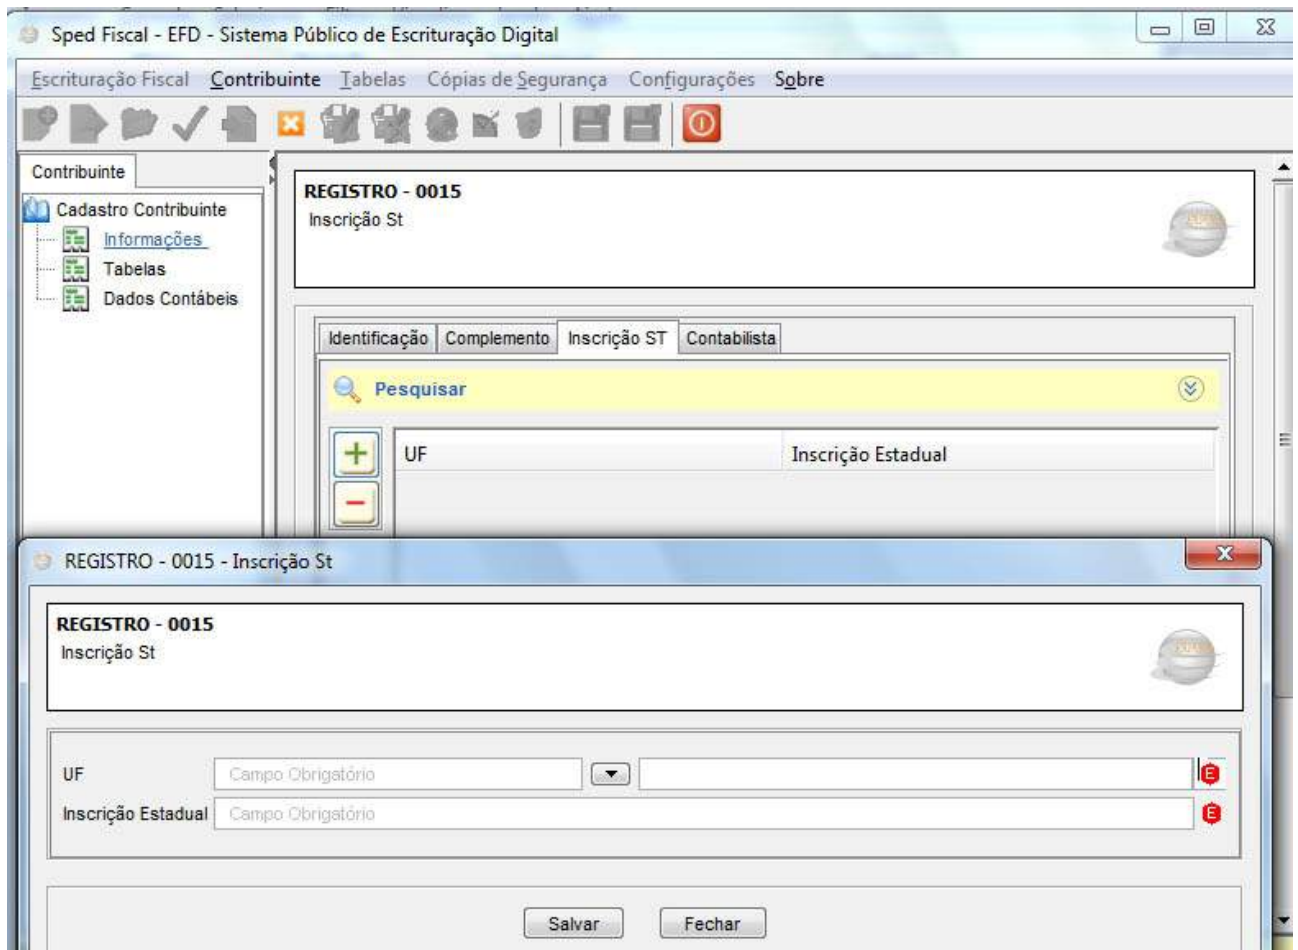 Sped Fiscal - EFD - Sistema Público de Escrituração Digital
Escrituração Fiscal Contribuinte Tabelas Cópias de Segurança Configurações Sobre
Contribuinte
Cadastro Contribuinte
Informações
Tabelas
Dados Contábeis
REGISTRO - 0015
Inscrição St
Identificação Complemento Inscrição ST Contabilista
Pesquisar
UF Inscrição Estadual
REGISTRO - 0015 - Inscrição St
REGISTRO - 0015
Inscrição St
UF Campo Obrigatório E
Inscrição Estadual Campo Obrigatório E
Salvar Fechar